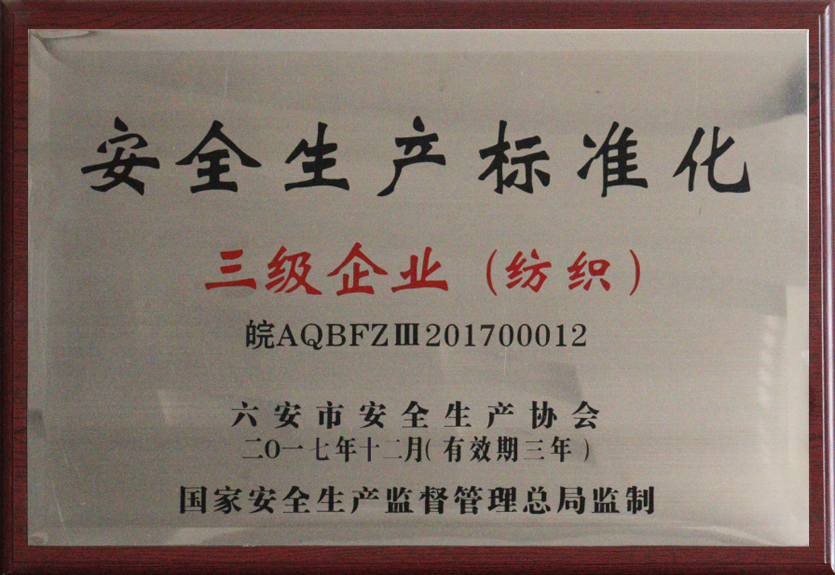 安全生产标准化
三级企业（纺织）
皖AQBFZⅢ201700012
六安市安全生产协会
二O一七年十二月(有效期三年)
国家安全生产监督管理总局监制